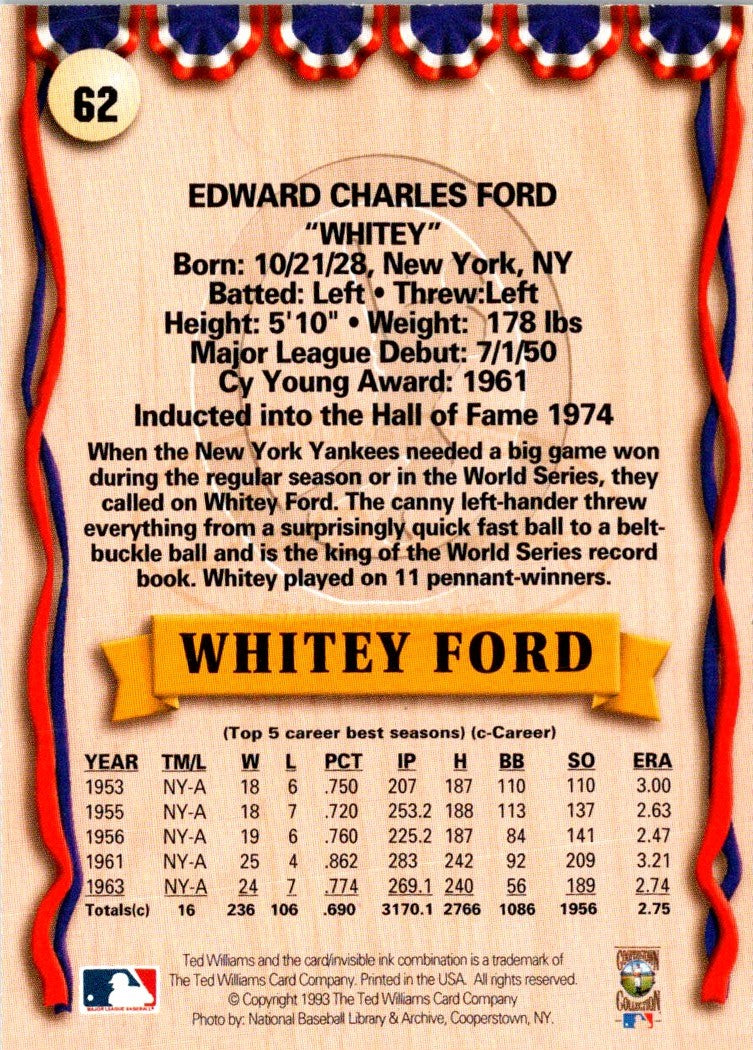 62
EDWARD CHARLES FORD
"WHITEY"
Born: 10/21/28, New York, NY
Batted: Left • Threw:Left
Height: 5'10" • Weight: 178 lbs
Major League Debut: 7/1/50
Cy Young Award: 1961
Inducted into the Hall of Fame 1974
When the New York Yankees needed a big game won
during the regular season or in the World Series, they
called on Whitey Ford. The canny left-hander threw
everything from a surprisingly quick fast ball to a belt-
buckle ball and is the king of the World Series record
book. Whitey played on 11 pennant-winners.
WHITEY FORD
(Top 5 career best seasons) (c-Career)
YEAR TM/L W L PCT IP H BB SO ERA
1953 NY-A 18 6 .750 207 187 110 110 3.00
1955 NY-A 18 7 .720 253.2 188 113 137 2.63
1956 NY-A 19 6 .760 225.2 187 84 141 2.47
1961 NY-A 25 4 .862 283 242 92 209 3.21
1963 NY-A 24 7 .774 269.1 240 56 189 2.74
Totals(c) 16 236 106 .690 3170.1 2766 1086 1956 2.75
Ted Williams and the card/invisible ink combination is a trademark of
The Ted Williams Card Company. Printed in the USA. All rights reserved.
© Copyright 1993 The Ted Williams Card Company
Photo by: National Baseball Library & Archive, Cooperstown, NY.
MAJOR LEAGUE BASEBALL
COOPERSTOWN
COLLECTION